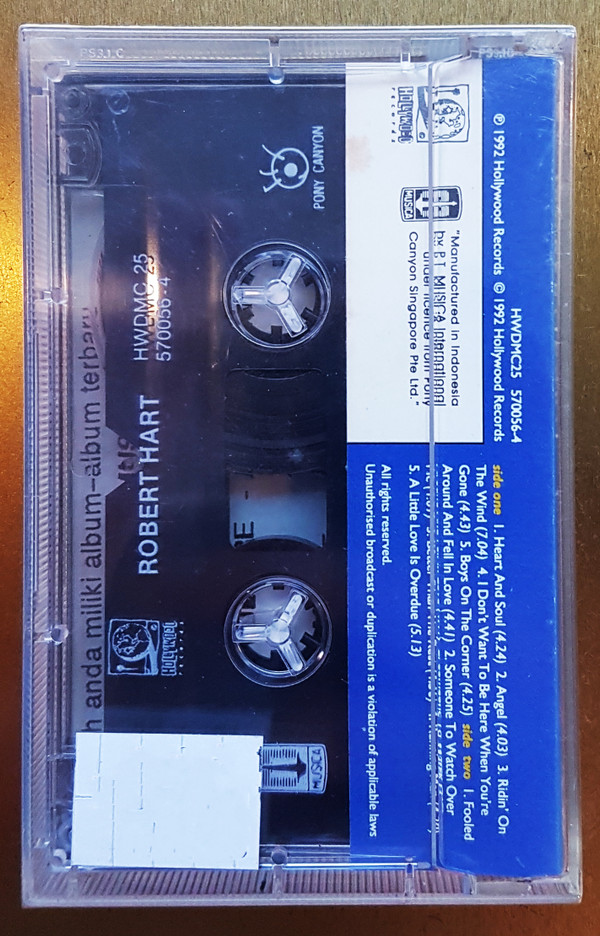 HWDMC25 570056-4
℗ 1992 Hollywood Records © 1992 Hollywood Records
HOLLYWOOD
RECORDS
MUSICA
"Manufactured in Indonesia
by P.T. MUSICA International
under licence from Pony
Canyon Singapore Pte Ltd."
side one 1. Heart And Soul (4.24) 2. Angel (4.03) 3. Ridin' On
The Wind (7.04) 4. I Don't Want To Be Here When You're
Gone (4.43) 5. Boys On The Corner (4.25) side two 1. Fooled
Around And Fell In Love (4.41) 2. Someone To Watch Over
5. A Little Love Is Overdue (5.13)
All rights reserved.
Unauthorised broadcast or duplication is a violation of applicable laws
PONY CANYON
HWDMC 25
570056-4
ROBERT HART
HOLLYWOOD
RECORDS
MUSICA
anda miliki album-album terbaru